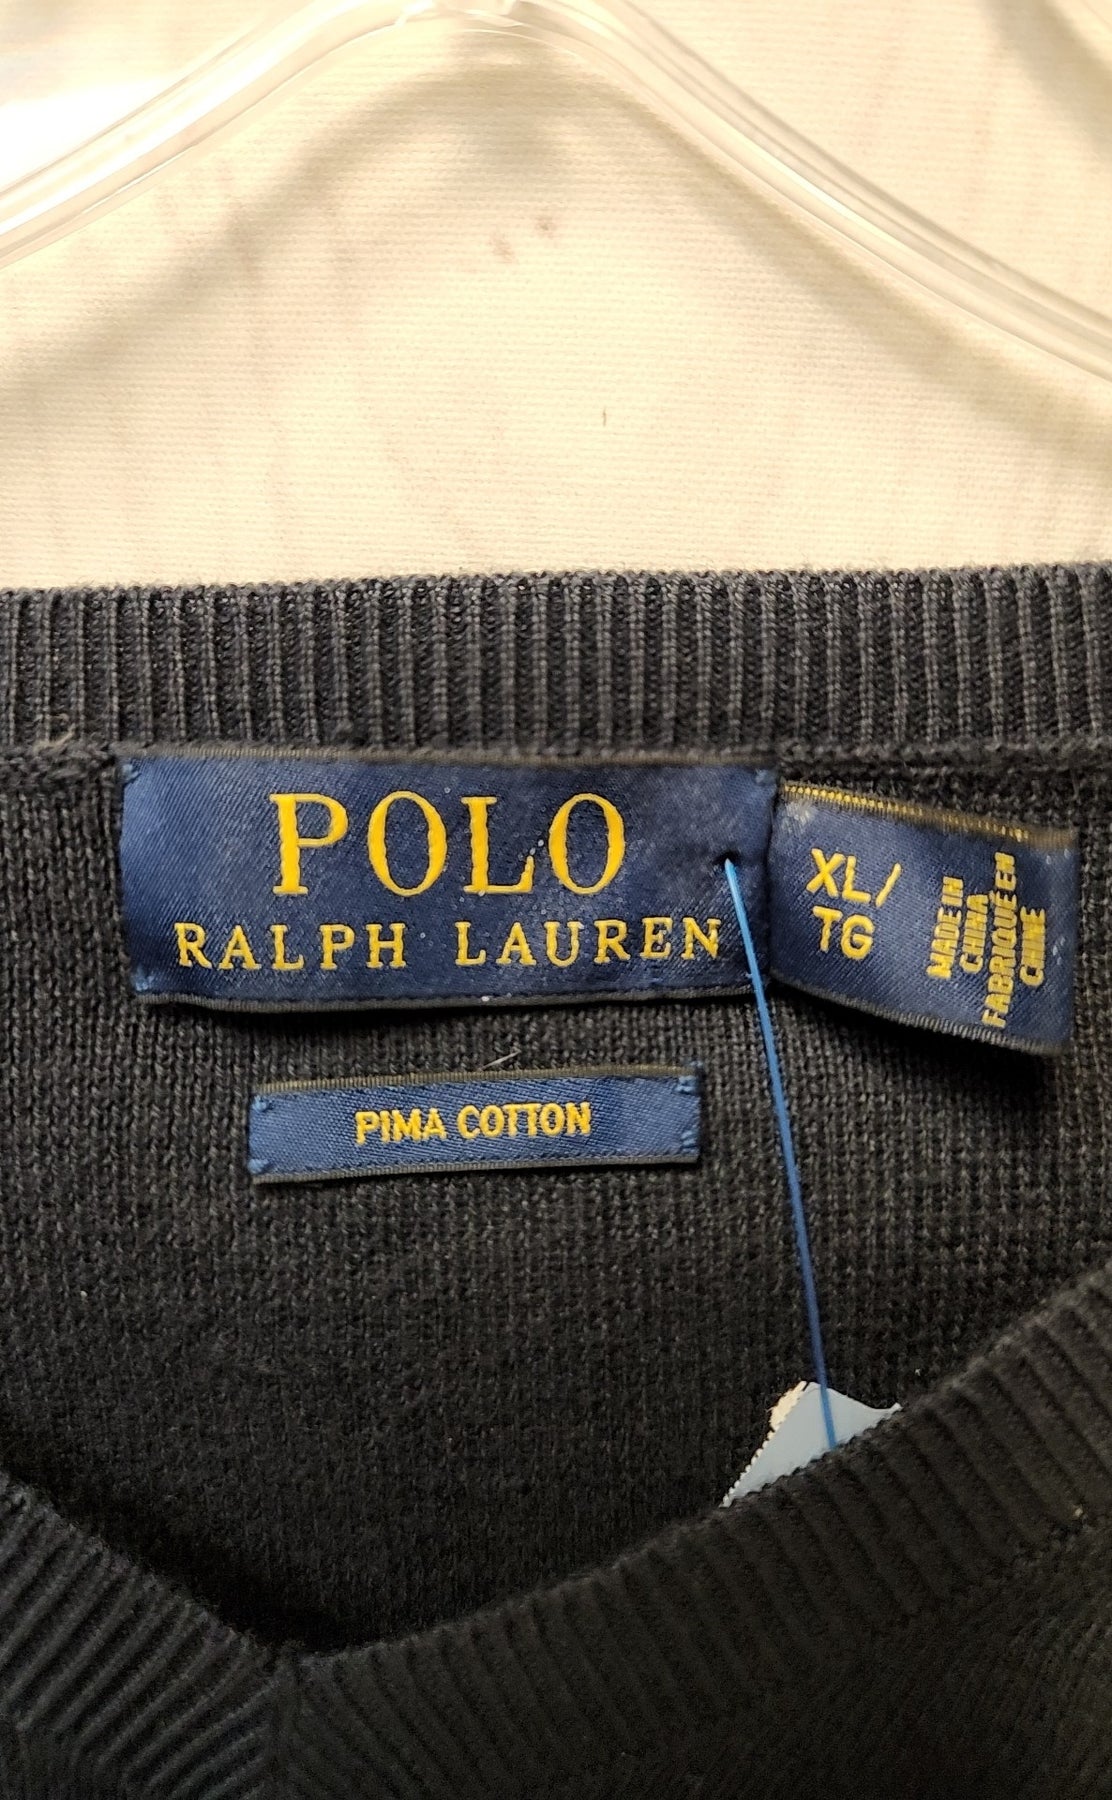 POLO
RALPH LAUREN
XL/
TG
MADE IN
CHINA
FABRIQUÉ EN
CHINE
PIMA COTTON